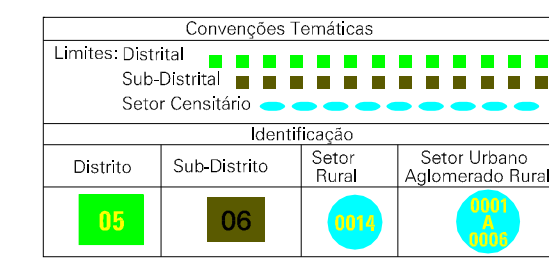 Convenções Temáticas
Limites: Distrital
Sub-Distrital
Setor Censitário
Identificação
Distrito
Sub-Distrito
Setor
Rural
Setor Urbano
Aglomerado Rural
05
06
0014
0001
A
0006